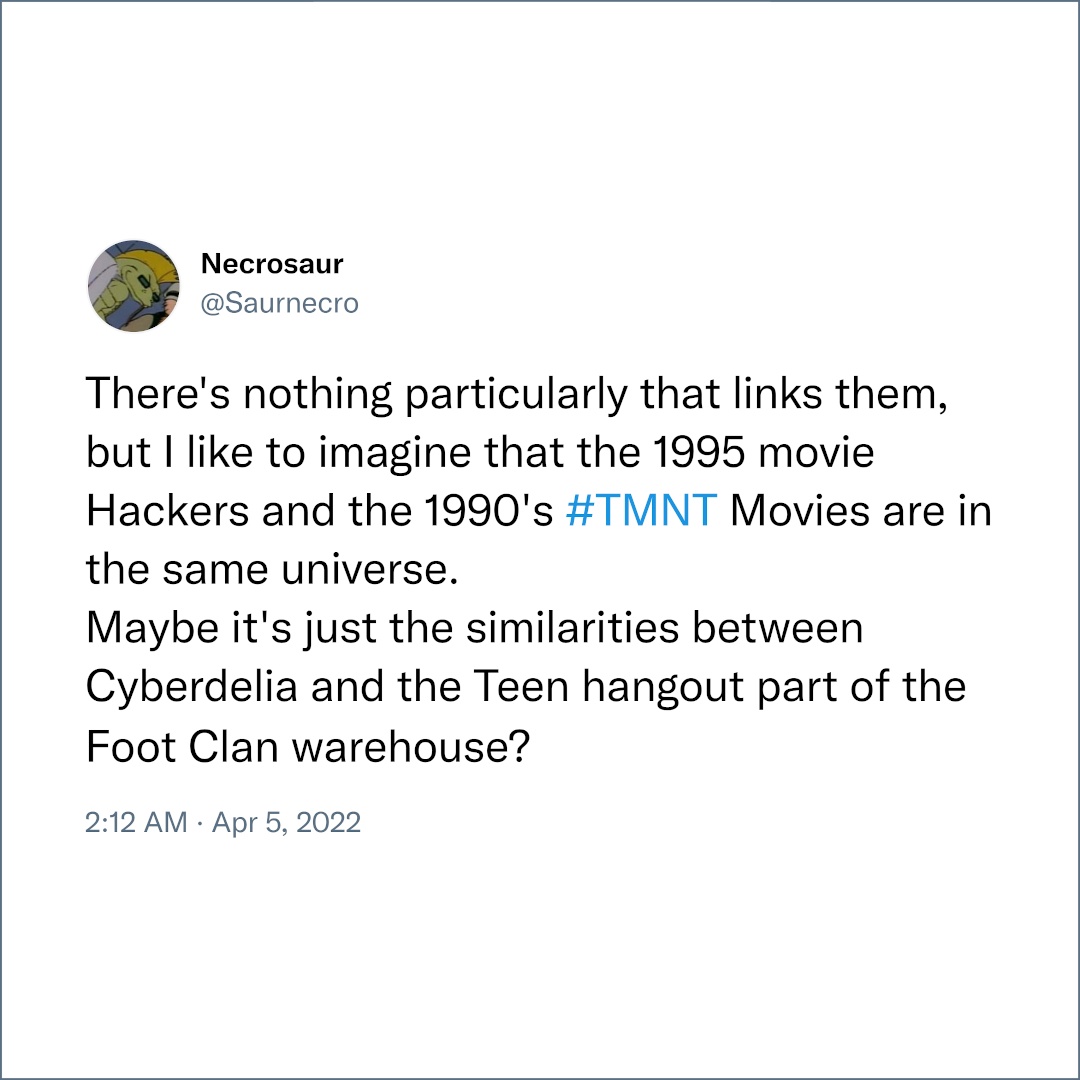 Necrosaur
@Saurnecro
There's nothing particularly that links them,
but I like to imagine that the 1995 movie
Hackers and the 1990's #TMNT Movies are in
the same universe.
Maybe it's just the similarities between
Cyberdelia and the Teen hangout part of the
Foot Clan warehouse?
2:12 AM · Apr 5, 2022